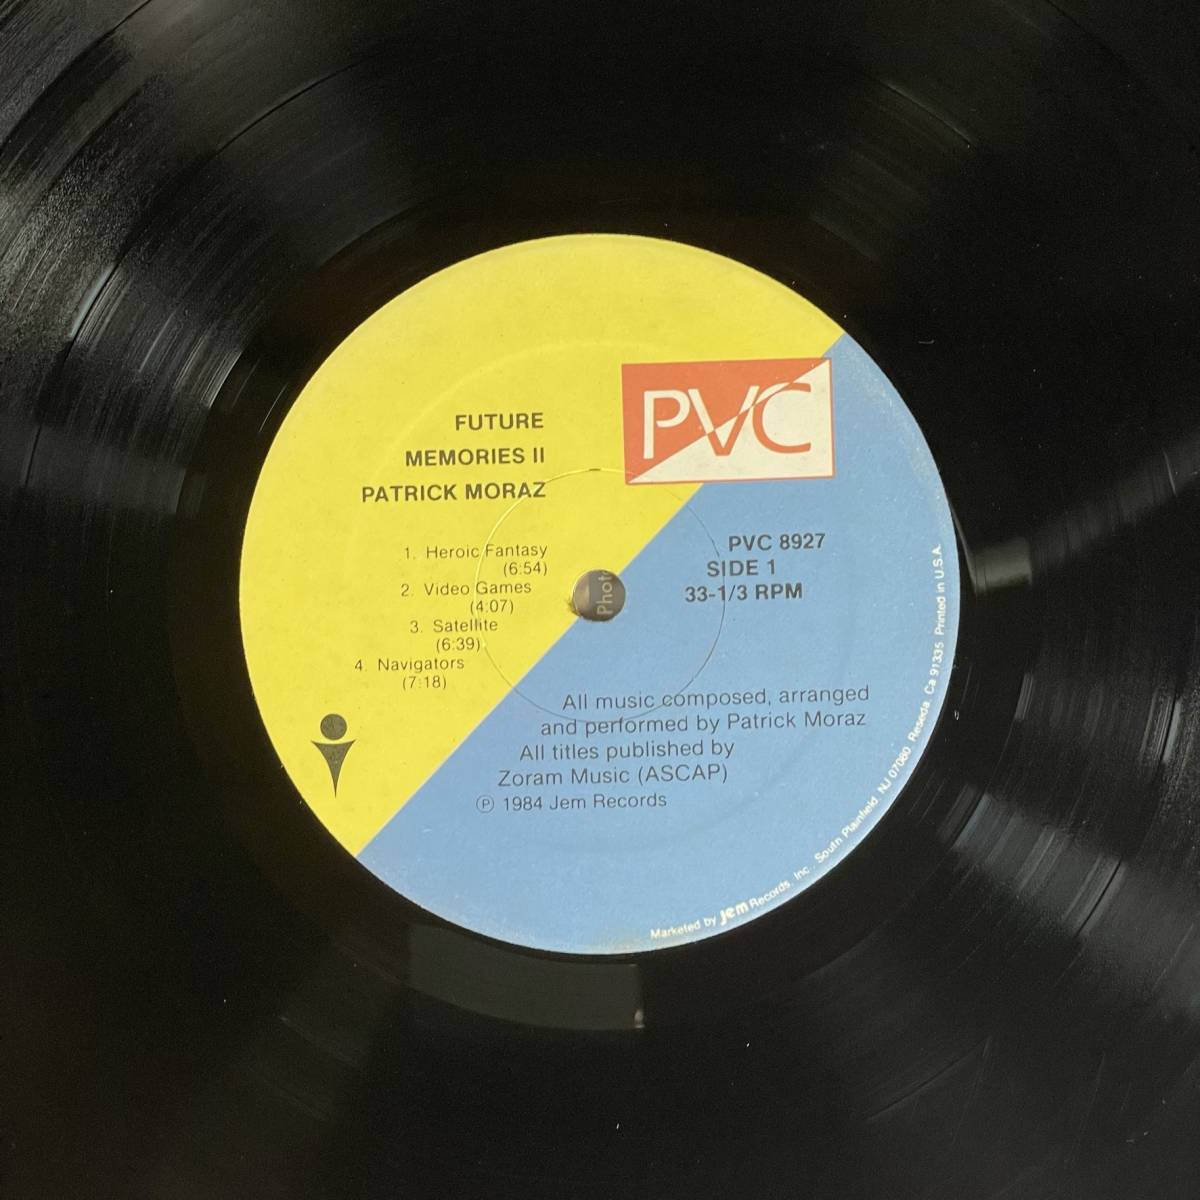 FUTURE
MEMORIES II
PATRICK MORAZ
1. Heroic Fantasy
(6:54)
2. Video Games
(4:07)
3. Satellite
(6:39)
4. Navigators
(7:18)
PVC
PVC 8927
SIDE 1
33-1/3 RPM
Phot
All music composed, arranged
and performed by Patrick Moraz
All titles published by
Zoram Music (ASCAP)
℗ 1984 Jem Records
Marketed by Jem Records, Inc., South Plainfield, NJ 07080, Reseda, Ca 91335 Printed in U.S.A.